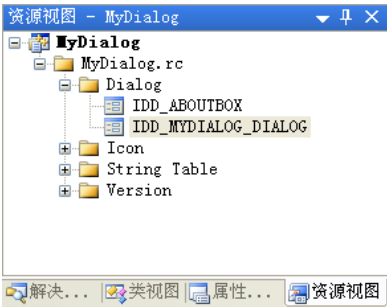 资源视图 - MyDialog
MyDialog
MyDialog.rc
Dialog
IDD_ABOUTBOX
IDD_MYDIALOG_DIALOG
Icon
String Table
Version
解决... 类视图 属性... 资源视图